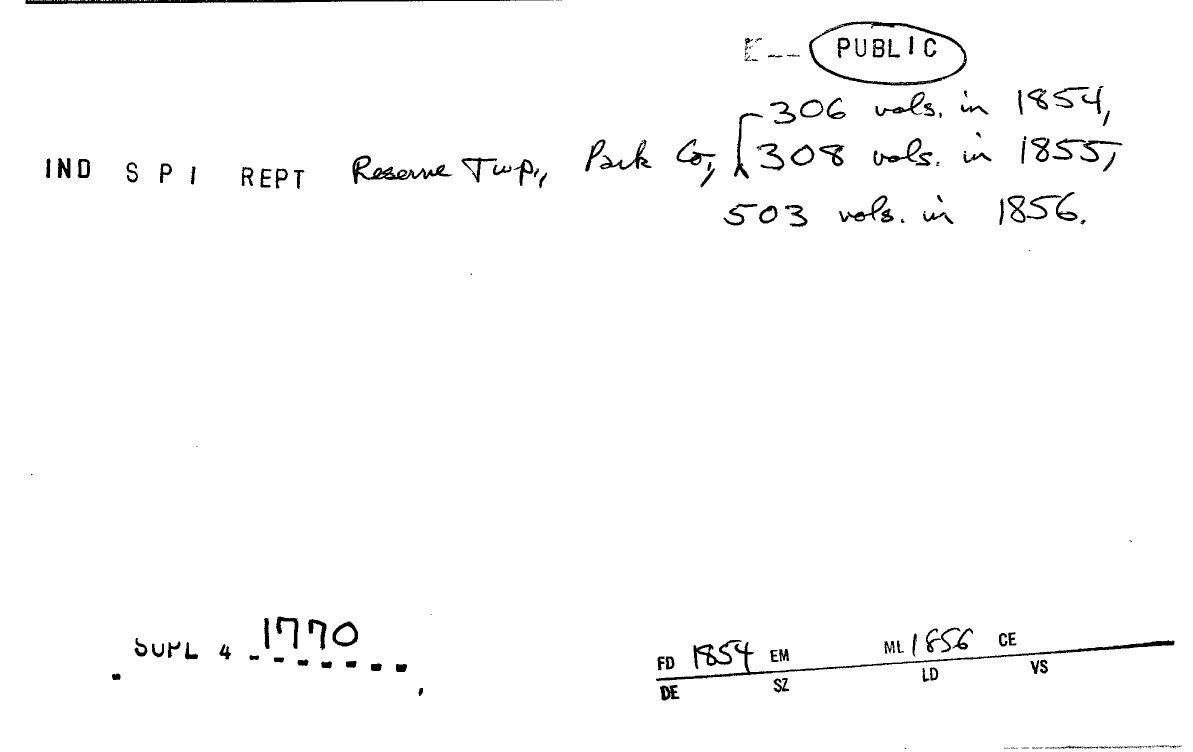 PUBLIC
306 vols. in 1854,
IND S P I REPT Reserve Twp., Park Co., 308 vols. in 1855,
503 vols. in 1856.
SUPL 4 1770
FD 1854 EM ML 1856 CE
DE SZ LD VS